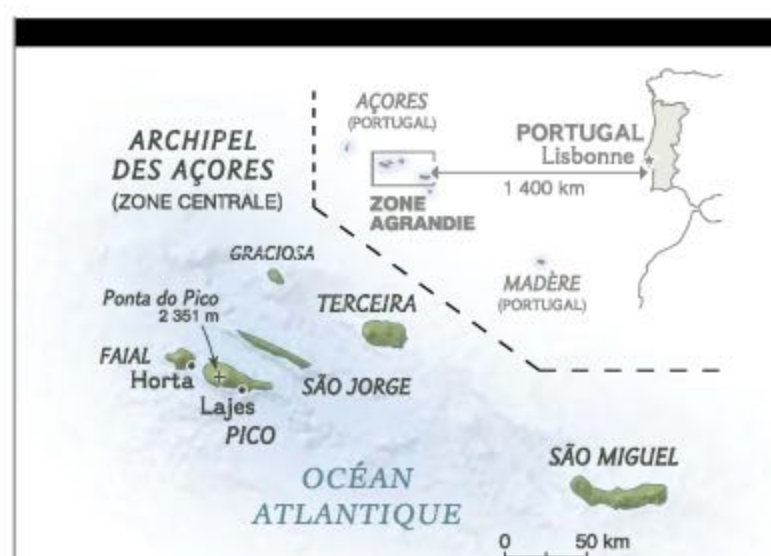 ARCHIPEL
DES AÇORES
(ZONE CENTRALE)
AÇORES
(PORTUGAL)
PORTUGAL
Lisbonne
1 400 km
ZONE
AGRANDIE
MADÈRE
(PORTUGAL)
GRACIOSA
Ponta do Pico
2 351 m
TERCEIRA
FAIAL
Horta
SÃO JORGE
Lajes
PICO
SÃO MIGUEL
OCÉAN
ATLANTIQUE
0 50 km